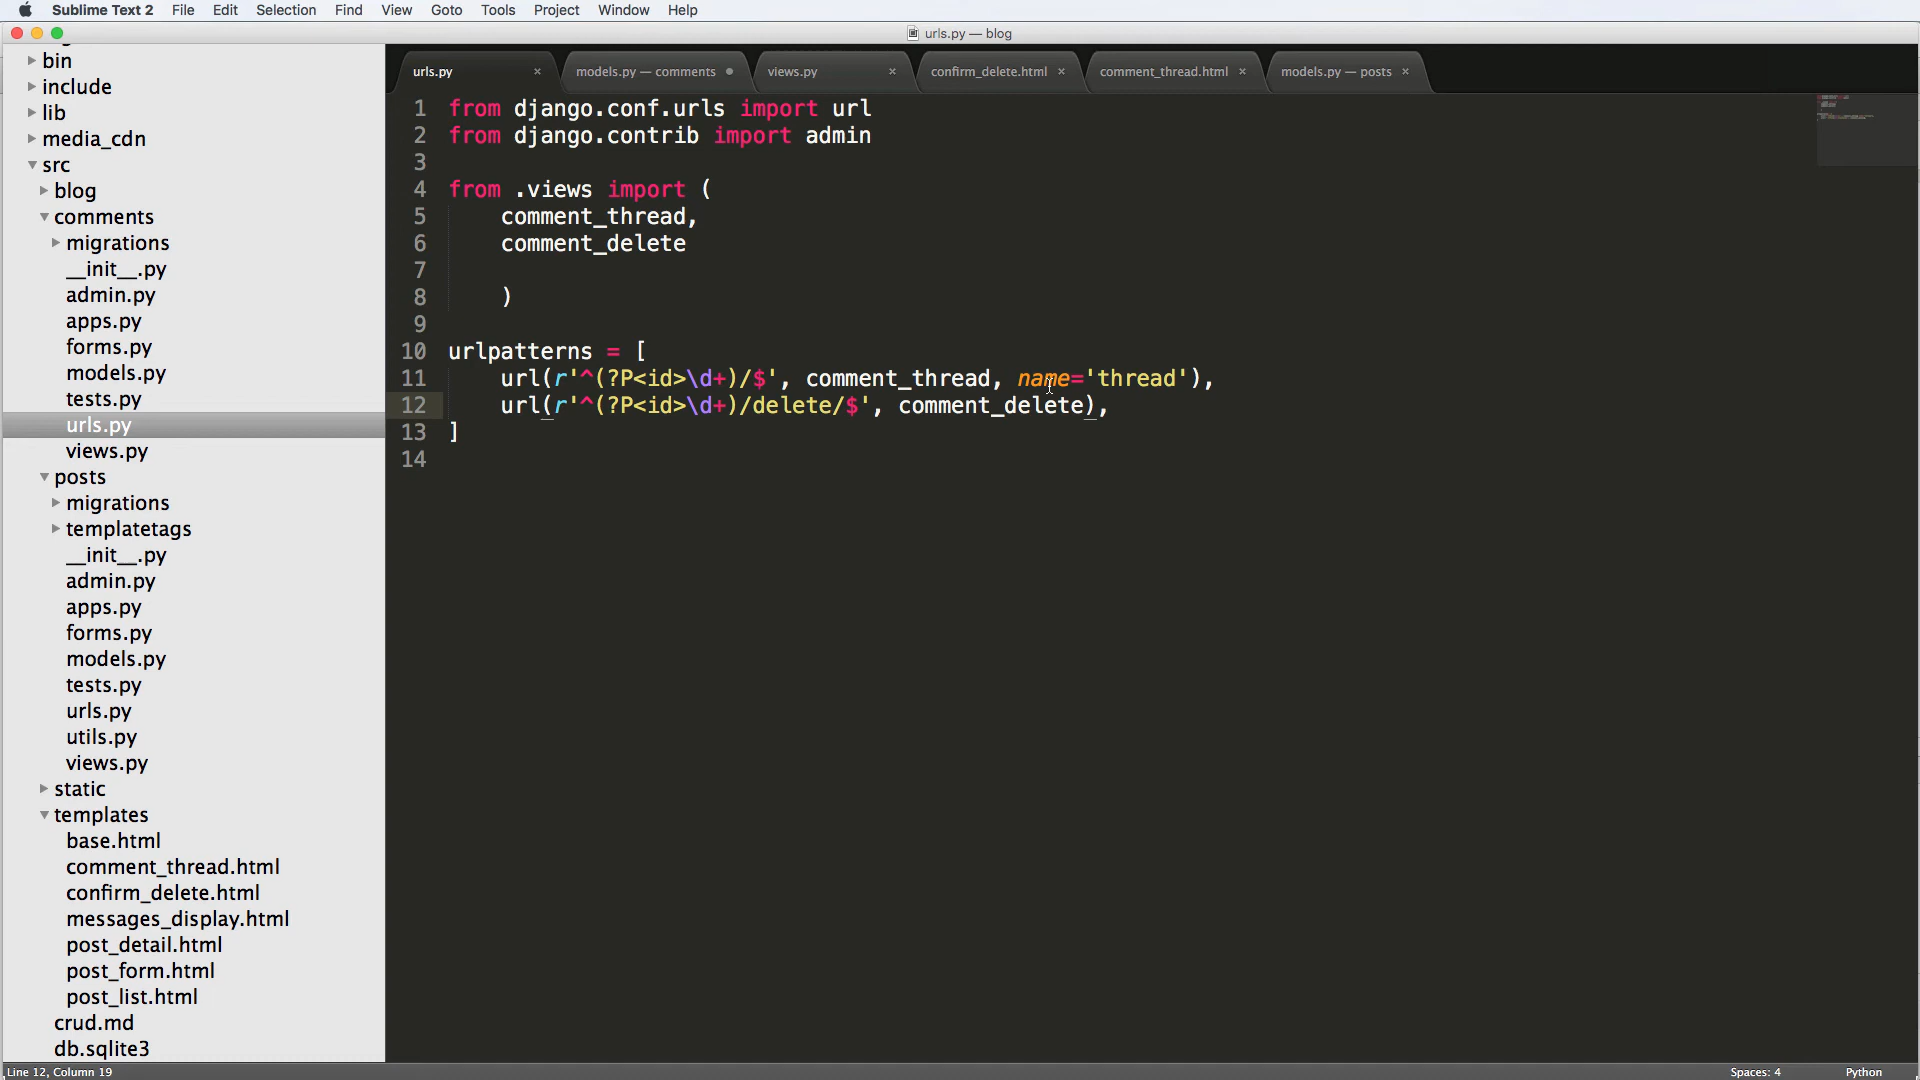 Sublime Text 2 File Edit Selection Find View Goto Tools Project Window Help
urls.py — blog
urls.py × models.py — comments views.py × confirm_delete.html × comment_thread.html × models.py — posts ×
bin
include
lib
media_cdn
src
blog
comments
migrations
__init__.py
admin.py
apps.py
forms.py
models.py
tests.py
urls.py
views.py
posts
migrations
templatetags
__init__.py
admin.py
apps.py
forms.py
models.py
tests.py
urls.py
utils.py
views.py
static
templates
base.html
comment_thread.html
confirm_delete.html
messages_display.html
post_detail.html
post_form.html
post_list.html
crud.md
db.sqlite3
1 from django.conf.urls import url
2 from django.contrib import admin
3
4 from .views import (
5 comment_thread,
6 comment_delete
7
8 )
9
10 urlpatterns = [
11 url(r'^(?P<id>\d+)/$', comment_thread, name='thread'),
12 url(r'^(?P<id>\d+)/delete/$', comment_delete),
13 ]
14
Line 12, Column 19 Spaces: 4 Python